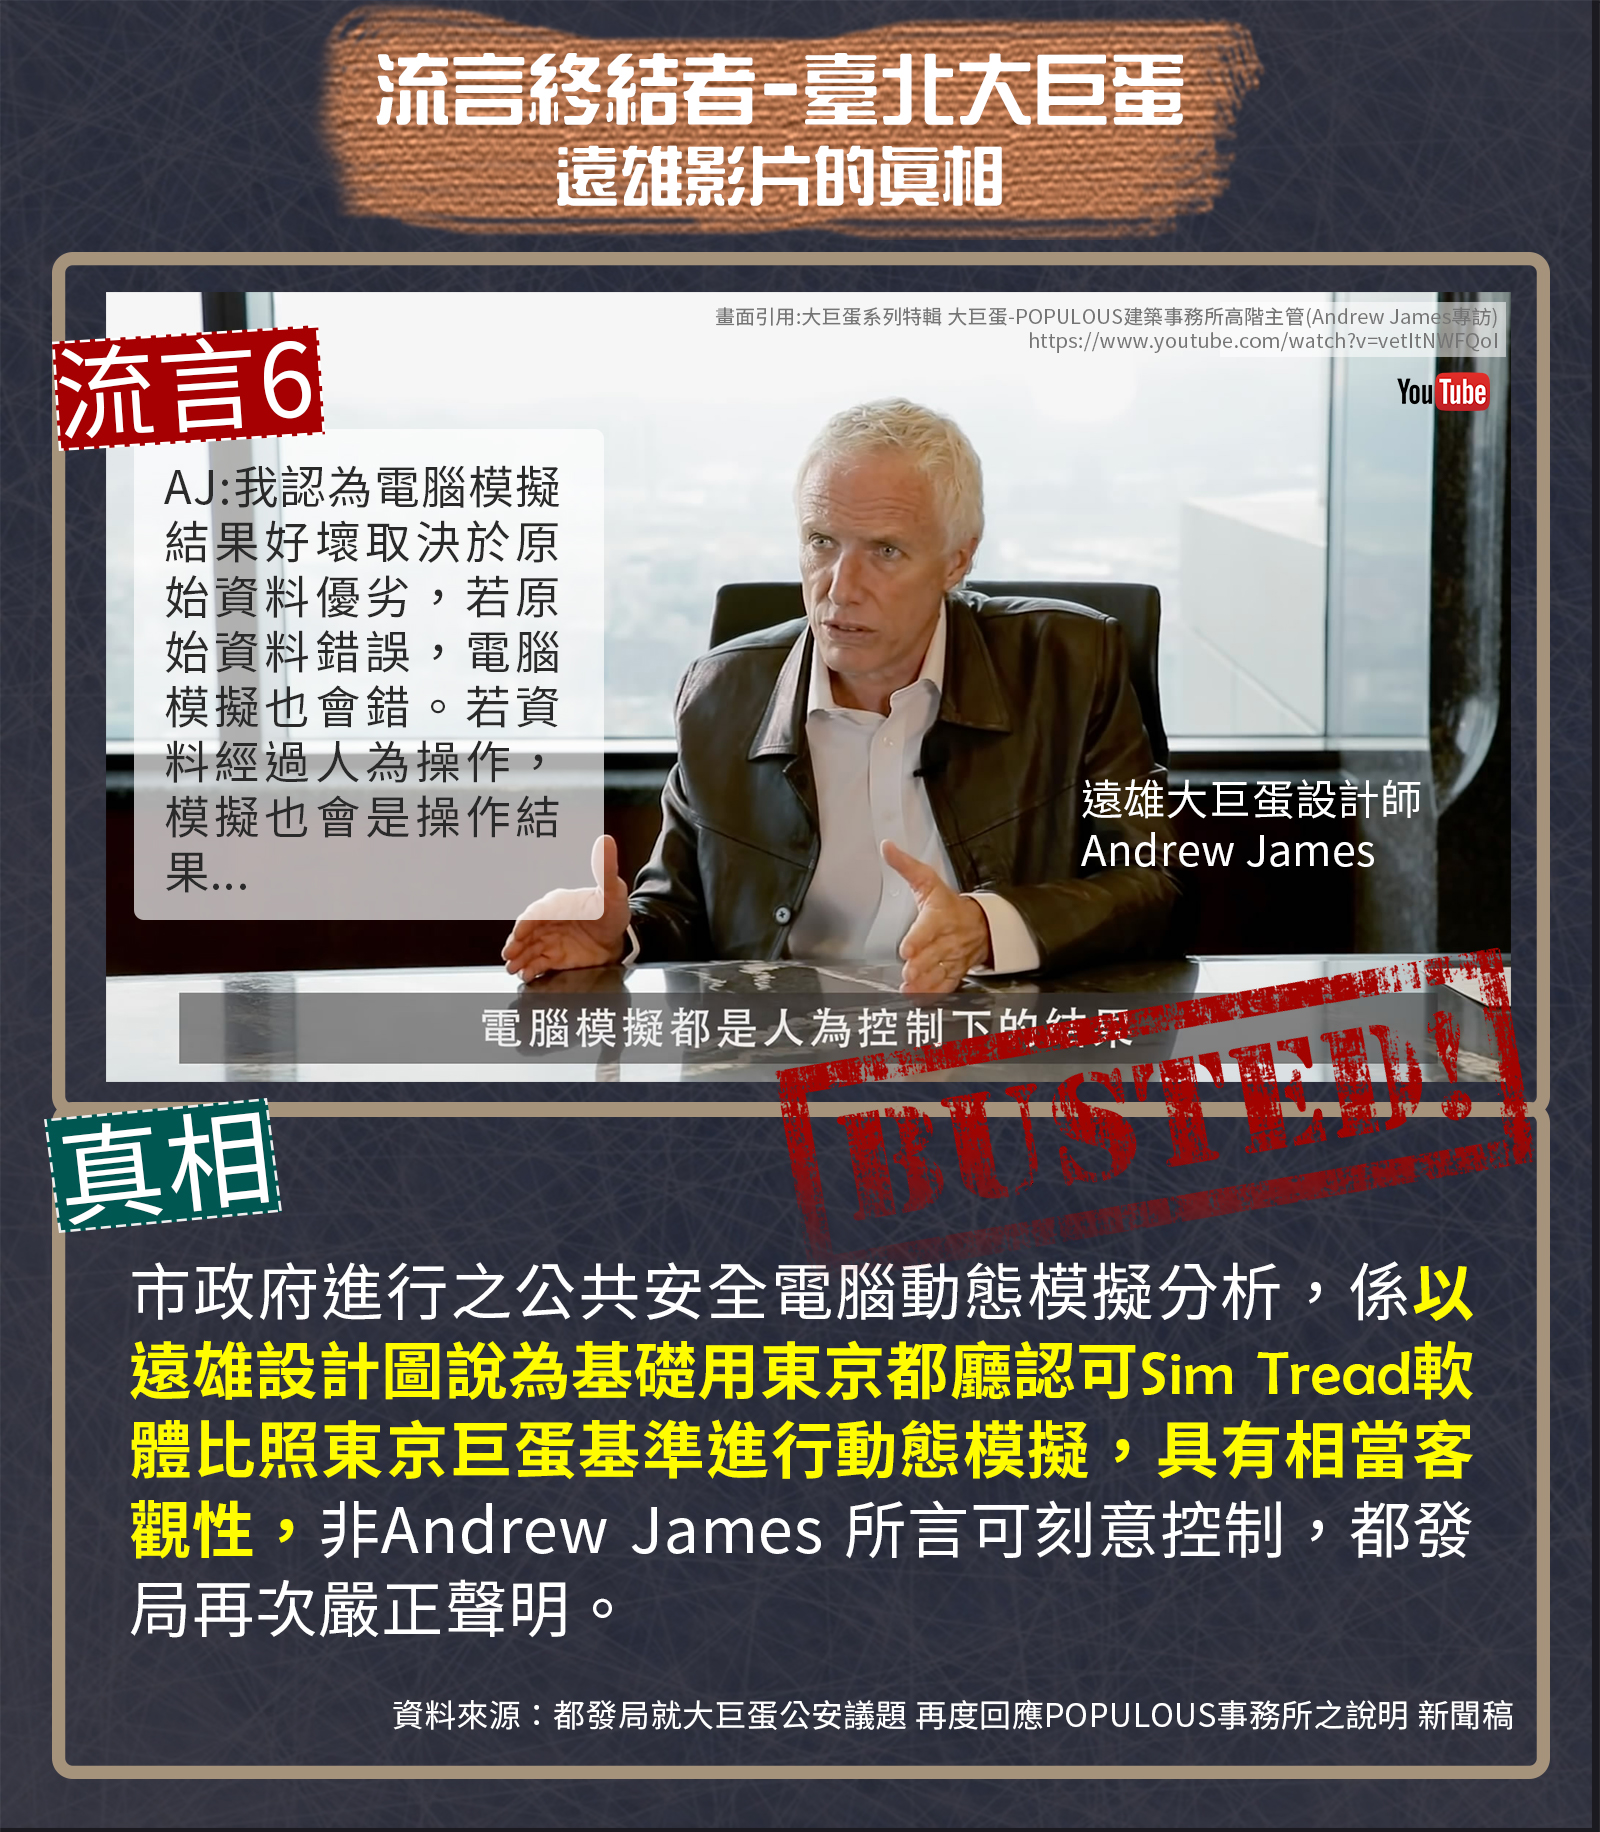 流言終結者-臺北大巨蛋
遠雄影片的真相
畫面引用:大巨蛋系列特輯 大巨蛋-POPULOUS建築事務所高階主管(Andrew James專訪)
https://www.youtube.com/watch?v=vetItNWFQoI
YouTube
流言6
AJ:我認為電腦模擬
結果好壞取決於原
始資料優劣，若原
始資料錯誤，電腦
模擬也會錯。若資
料經過人為操作，
模擬也會是操作結
果...
遠雄大巨蛋設計師
Andrew James
電腦模擬都是人為控制下的結果
BUSTED!
真相
市政府進行之公共安全電腦動態模擬分析，係以
遠雄設計圖說為基礎用東京都廳認可Sim Tread軟
體比照東京巨蛋基準進行動態模擬，具有相當客
觀性，非Andrew James 所言可刻意控制，都發
局再次嚴正聲明。
資料來源：都發局就大巨蛋公安議題 再度回應POPULOUS事務所之說明 新聞稿